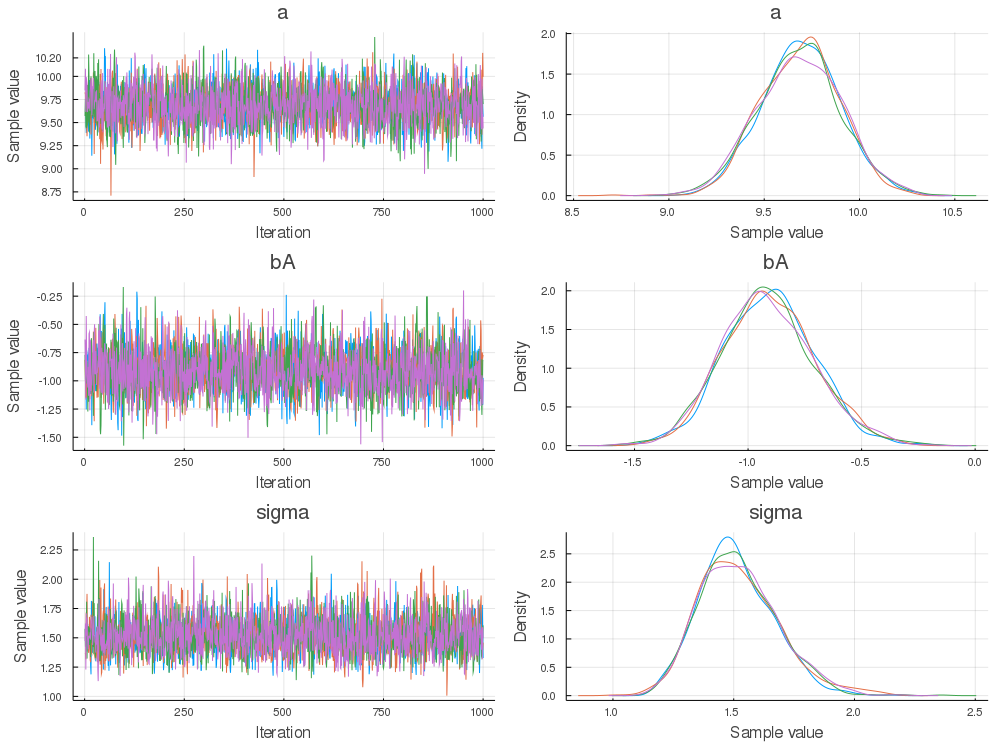 a
Sample value
10.20
10.00
9.75
9.50
9.25
9.00
8.75
0 250 500 750 1000
Iteration
a
Density
2.0
1.5
1.0
0.5
0.0
8.5 9.0 9.5 10.0 10.5
Sample value
bA
Sample value
-0.25
-0.50
-0.75
-1.00
-1.25
-1.50
0 250 500 750 1000
Iteration
bA
Density
2.0
1.5
1.0
0.5
0.0
-1.5 -1.0 -0.5 0.0
Sample value
sigma
Sample value
2.25
2.00
1.75
1.50
1.25
1.00
0 250 500 750 1000
Iteration
sigma
Density
2.5
2.0
1.5
1.0
0.5
0.0
1.0 1.5 2.0 2.5
Sample value